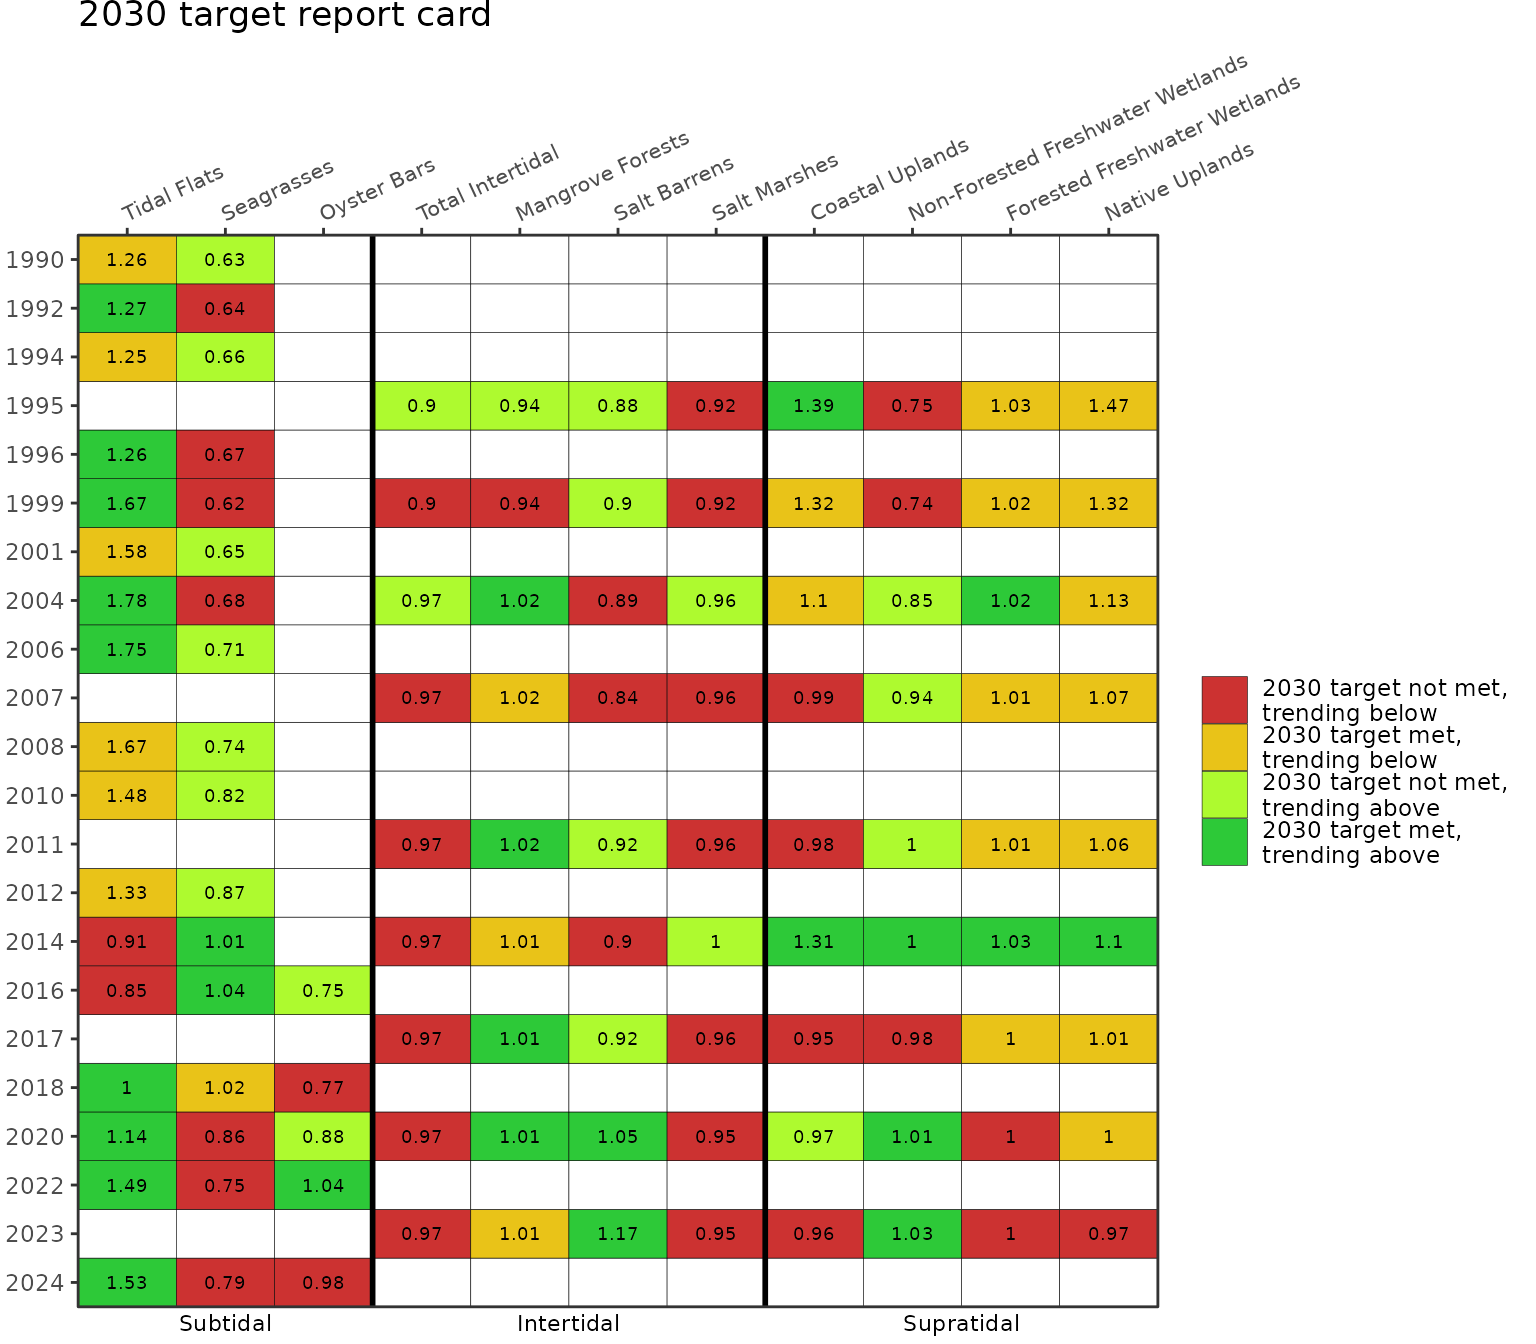 2030 target report card
Tidal Flats
Seagrasses
Oyster Bars
Total Intertidal
Mangrove Forests
Salt Barrens
Salt Marshes
Coastal Uplands
Non-Forested Freshwater Wetlands
Forested Freshwater Wetlands
Native Uplands
1990 1.26 0.63
1992 1.27 0.64
1994 1.25 0.66
1995 0.9 0.94 0.88 0.92 1.39 0.75 1.03 1.47
1996 1.26 0.67
1999 1.67 0.62 0.9 0.94 0.9 0.92 1.32 0.74 1.02 1.32
2001 1.58 0.65
2004 1.78 0.68 0.97 1.02 0.89 0.96 1.1 0.85 1.02 1.13
2006 1.75 0.71
2007 0.97 1.02 0.84 0.96 0.99 0.94 1.01 1.07
2008 1.67 0.74
2010 1.48 0.82
2011 0.97 1.02 0.92 0.96 0.98 1 1.01 1.06
2012 1.33 0.87
2014 0.91 1.01 0.97 1.01 0.9 1 1.31 1 1.03 1.1
2016 0.85 1.04 0.75
2017 0.97 1.01 0.92 0.96 0.95 0.98 1 1.01
2018 1 1.02 0.77
2020 1.14 0.86 0.88 0.97 1.01 1.05 0.95 0.97 1.01 1 1
2022 1.49 0.75 1.04
2023 0.97 1.01 1.17 0.95 0.96 1.03 1 0.97
2024 1.53 0.79 0.98
Subtidal Intertidal Supratidal
2030 target not met,
trending below
2030 target met,
trending below
2030 target not met,
trending above
2030 target met,
trending above